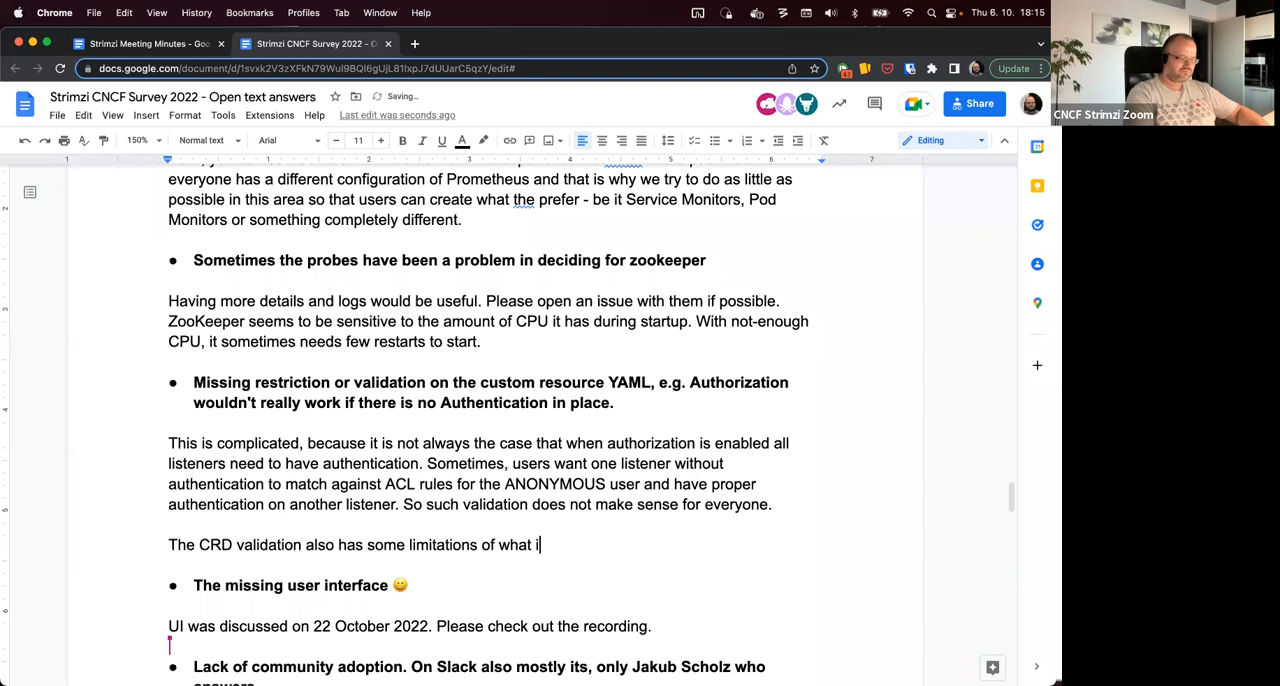 Chrome File Edit View History Bookmarks Profiles Tab Window Help Thu 6. 10. 18:15
Strimzi Meeting Minutes - Goo Strimzi CNCF Survey 2022 - O
docs.google.com/document/d/1svxk2V3zXFkN79Wul9BQl6gUjL81IxpJ7dUUarC5qzY/edit# 43 Update
CNCF Strimzi Zoom
Strimzi CNCF Survey 2022 - Open text answers Saving... Share
File Edit View Insert Format Tools Extensions Help Last edit was seconds ago
150% Normal text Arial 11 B I U A Editing
1 1 2 3 4 5 6 7
everyone has a different configuration of Prometheus and that is why we try to do as little as
possible in this area so that users can create what the prefer - be it Service Monitors, Pod
Monitors or something completely different.
● Sometimes the probes have been a problem in deciding for zookeeper
Having more details and logs would be useful. Please open an issue with them if possible.
ZooKeeper seems to be sensitive to the amount of CPU it has during startup. With not-enough
CPU, it sometimes needs few restarts to start.
● Missing restriction or validation on the custom resource YAML, e.g. Authorization
wouldn't really work if there is no Authentication in place.
This is complicated, because it is not always the case that when authorization is enabled all
listeners need to have authentication. Sometimes, users want one listener without
authentication to match against ACL rules for the ANONYMOUS user and have proper
authentication on another listener. So such validation does not make sense for everyone.
The CRD validation also has some limitations of what i
● The missing user interface 😀
UI was discussed on 22 October 2022. Please check out the recording.
● Lack of community adoption. On Slack also mostly its, only Jakub Scholz who
answers